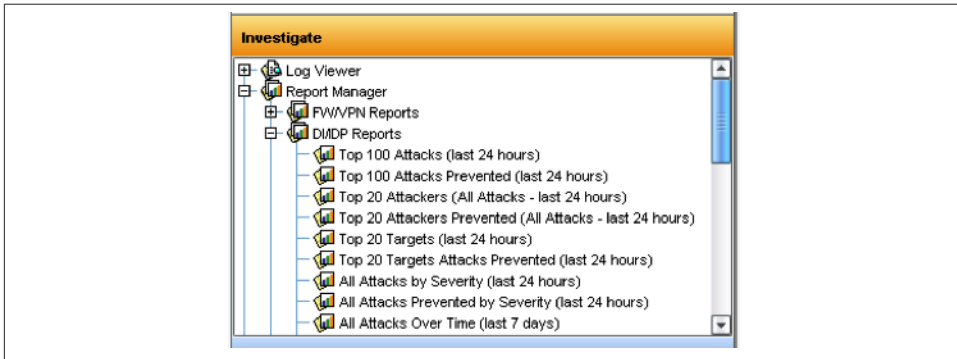 Investigate
Log Viewer
Report Manager
FW/VPN Reports
DI/IDP Reports
Top 100 Attacks (last 24 hours)
Top 100 Attacks Prevented (last 24 hours)
Top 20 Attackers (All Attacks - last 24 hours)
Top 20 Attackers Prevented (All Attacks - last 24 hours)
Top 20 Targets (last 24 hours)
Top 20 Targets Attacks Prevented (last 24 hours)
All Attacks by Severity (last 24 hours)
All Attacks Prevented by Severity (last 24 hours)
All Attacks Over Time (last 7 days)